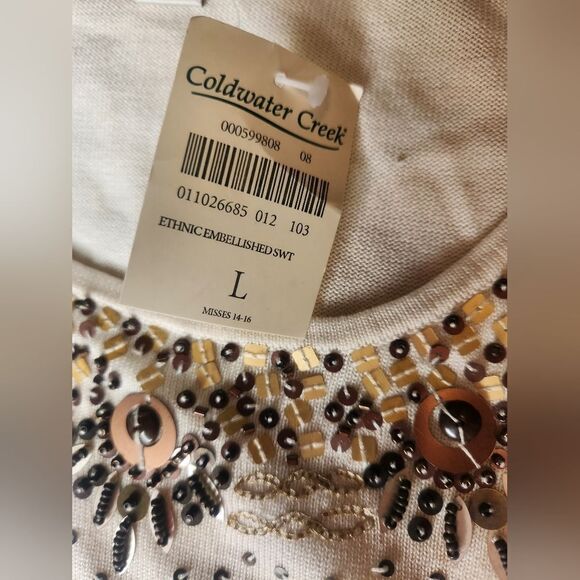 Coldwater Creek
000599808 08
011026685 012 103
ETHNIC EMBELLISHED SWT
L
MISSES 14-16